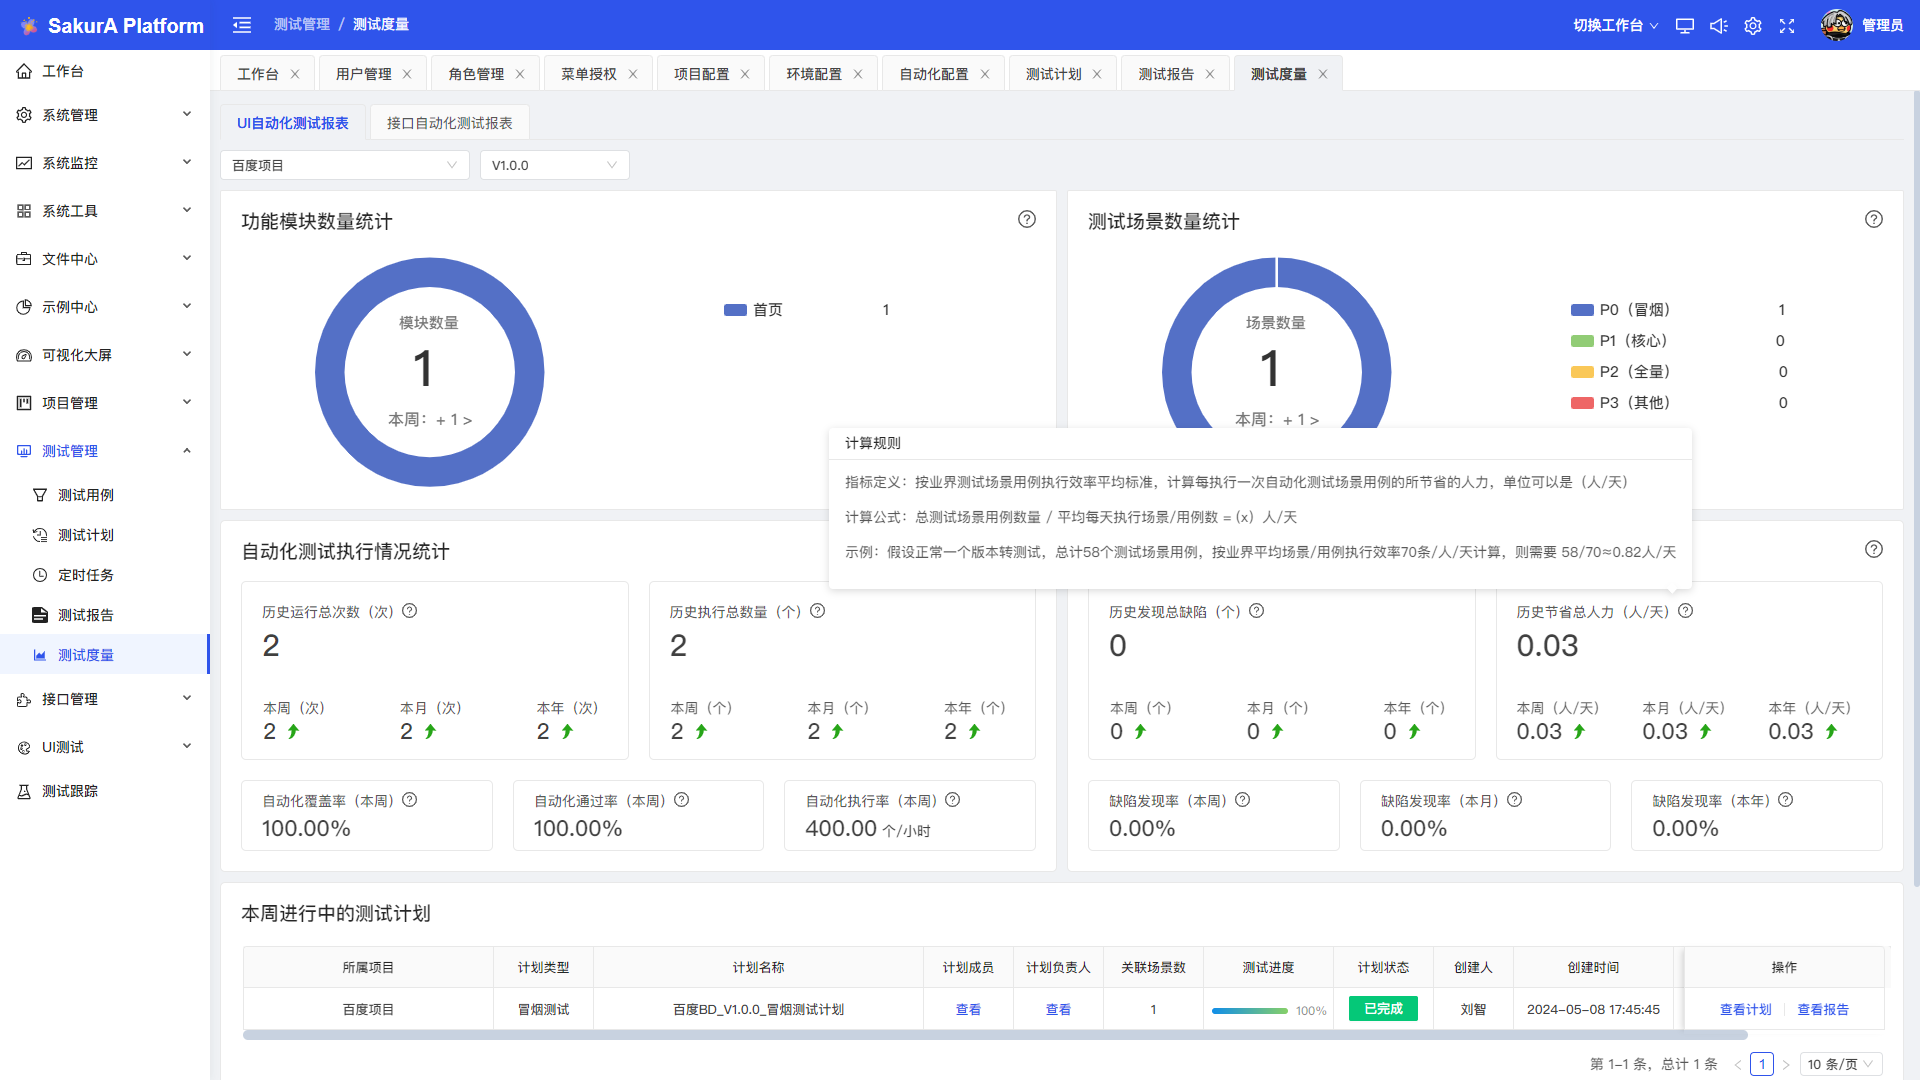 SakurA Platform
测试管理 / 测试度量
切换工作台
管理员
工作台
系统管理
系统监控
系统工具
文件中心
示例中心
可视化大屏
项目管理
测试管理
测试用例
测试计划
定时任务
测试报告
测试度量
接口管理
UI测试
测试跟踪
工作台 用户管理 角色管理 菜单授权 项目配置 环境配置 自动化配置 测试计划 测试报告 测试度量
UI自动化测试报表 接口自动化测试报表
百度项目 V1.0.0
功能模块数量统计
模块数量
1
本周：+ 1 >
首页 1
测试场景数量统计
场景数量
1
本周：+ 1 >
P0（冒烟） 1
P1（核心） 0
P2（全量） 0
P3（其他） 0
计算规则
指标定义：按业界测试场景用例执行效率平均标准，计算每执行一次自动化测试场景用例的所节省的人力，单位可以是（人/天）
计算公式：总测试场景用例数量 / 平均每天执行场景/用例数 = (x) 人/天
示例：假设正常一个版本转测试，总计58个测试场景用例，按业界平均场景/用例执行效率70条/人/天计算，则需要 58/70≈0.82人/天
自动化测试执行情况统计
历史运行总次数（次）
2
本周（次） 本月（次） 本年（次）
2 2 2
历史执行总数量（个）
2
本周（个） 本月（个） 本年（个）
2 2 2
历史发现总缺陷（个）
0
本周（个） 本月（个） 本年（个）
0 0 0
历史节省总人力（人/天）
0.03
本周（人/天） 本月（人/天） 本年（人/天）
0.03 0.03 0.03
自动化覆盖率（本周）
100.00%
自动化通过率（本周）
100.00%
自动化执行率（本周）
400.00 个/小时
缺陷发现率（本周）
0.00%
缺陷发现率（本月）
0.00%
缺陷发现率（本年）
0.00%
本周进行中的测试计划
所属项目 计划类型 计划名称 计划成员 计划负责人 关联场景数 测试进度 计划状态 创建人 创建时间 操作
百度项目 冒烟测试 百度BD_V1.0.0_冒烟测试计划 查看 查看 1 100% 已完成 刘智 2024-05-08 17:45:45 查看计划 查看报告
第 1-1 条，总计 1 条 < 1 > 10 条/页